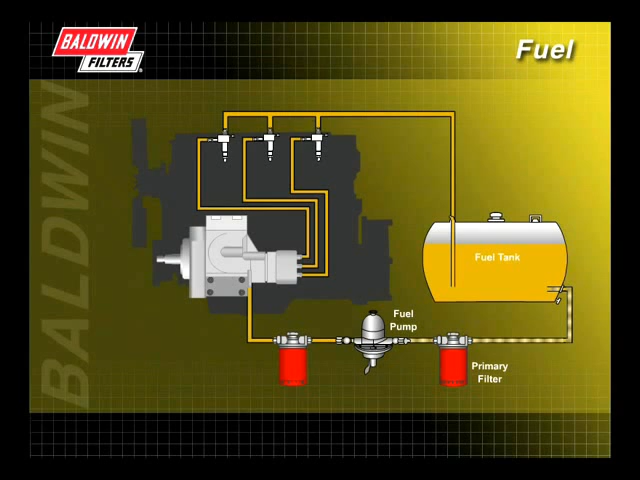 BALDWIN
FILTERS
Fuel
BALDWIN
Fuel Tank
Fuel
Pump
Primary
Filter